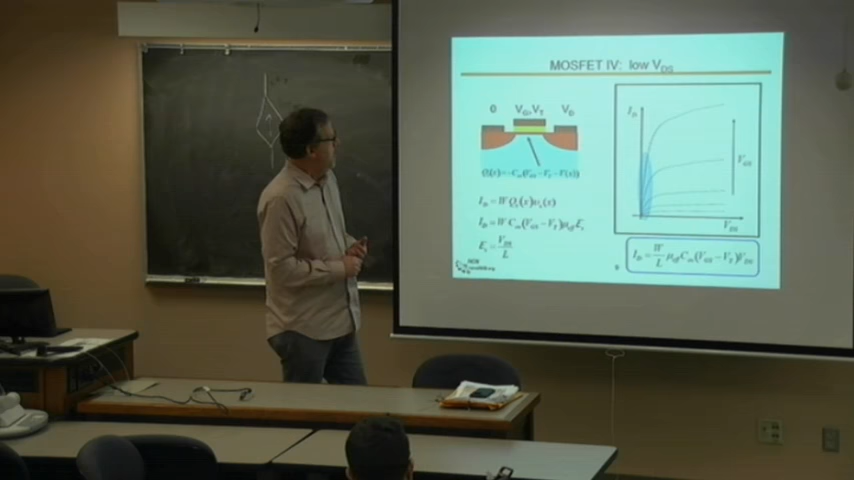 MOSFET IV: low V_DS
0 V_G>V_T V_D
I_D
V_GS
V_DS
Q_i(x) = -C_ox(V_GS - V_T - V(x))
I_D = W Q_i(x)υ_x(x)
I_D = W C_ox(V_GS - V_T)μ_eff E_x
E_x = V_DS / L
I_D = W/L μ_eff C_ox(V_GS - V_T)V_DS